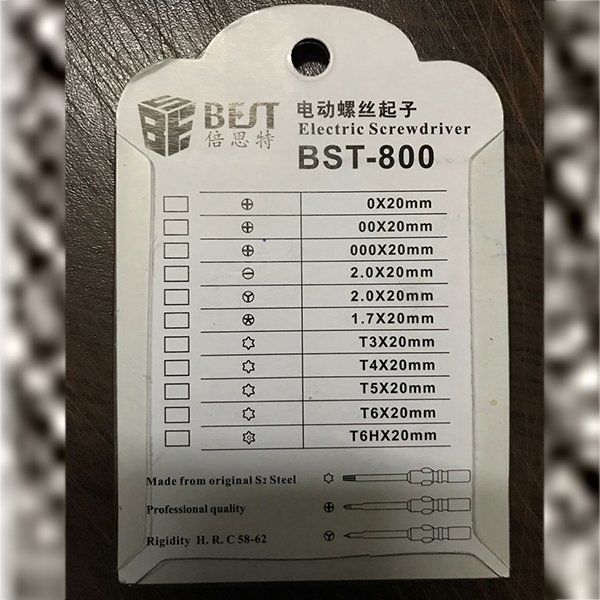 BEST
倍思特
电动螺丝起子
Electric Screwdriver
BST-800
0X20mm
00X20mm
000X20mm
2.0X20mm
2.0X20mm
1.7X20mm
T3X20mm
T4X20mm
T5X20mm
T6X20mm
T6HX20mm
Made from original S2 Steel
Professional quality
Rigidity H. R. C 58-62